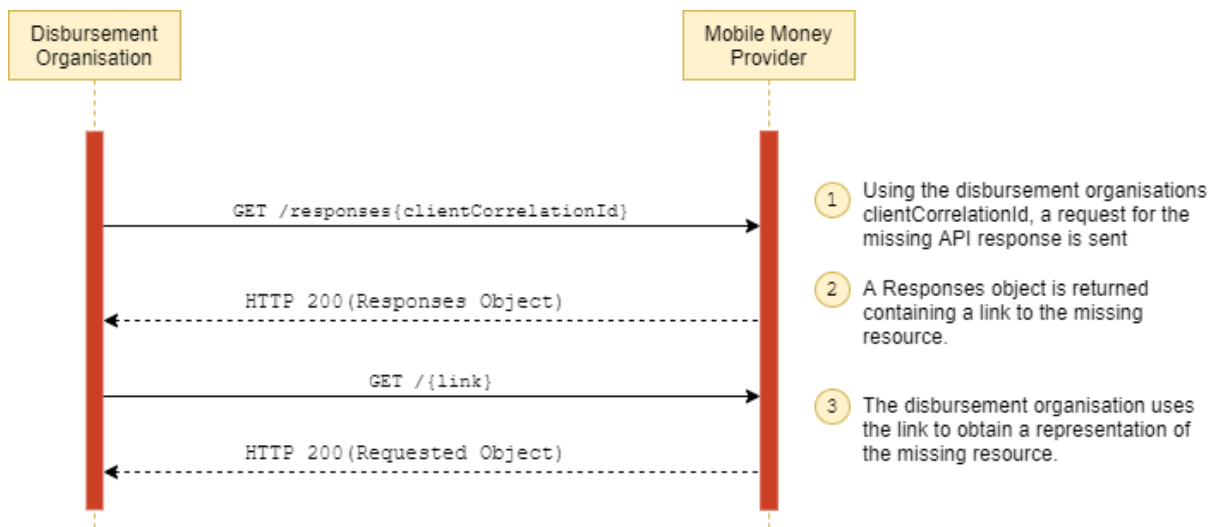 Disbursement
Organisation
Mobile Money
Provider
GET /responses{clientCorrelationId}
1
Using the disbursement organisations
clientCorrelationId, a request for the
missing API response is sent
HTTP 200(Responses Object)
2
A Responses object is returned
containing a link to the missing
resource.
GET /{link}
3
The disbursement organisation uses
the link to obtain a representation of
the missing resource.
HTTP 200(Requested Object)